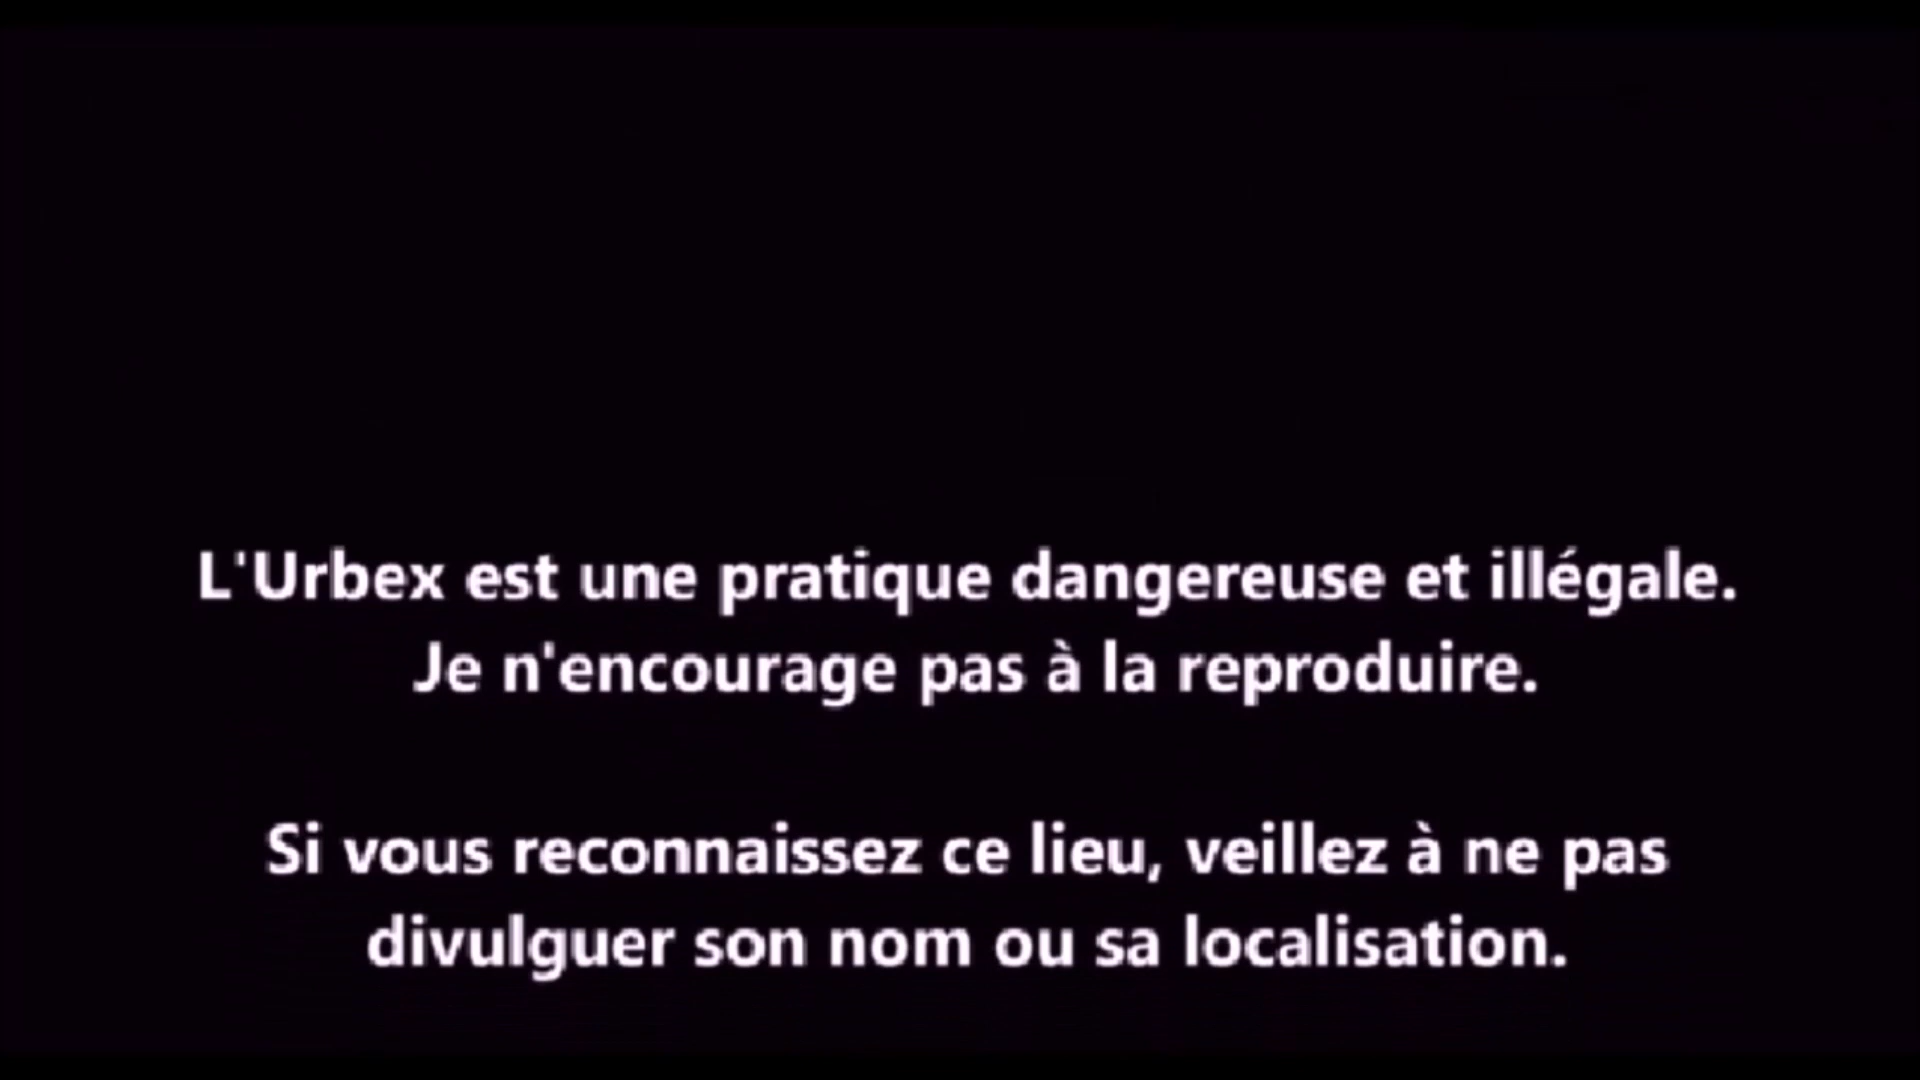 L'Urbex est une pratique dangereuse et illégale.
Je n'encourage pas à la reproduire.
Si vous reconnaissez ce lieu, veillez à ne pas
divulguer son nom ou sa localisation.